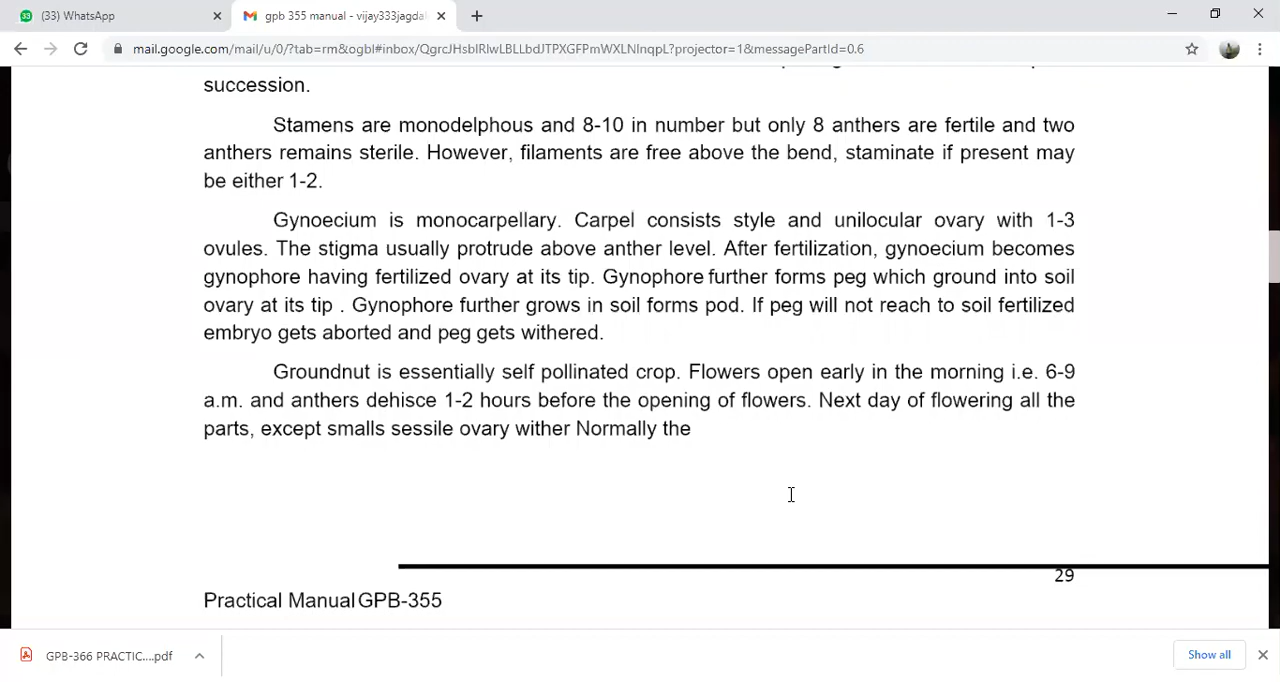 (33) WhatsApp
gpb 355 manual - vijay333jagdal
mail.google.com/mail/u/0/?tab=rm&ogbl#inbox/QgrcJHsbIRlwLBLLbdJTPXGFPmWXLNlnqpL?projector=1&messagePartId=0.6
succession.
Stamens are monodelphous and 8-10 in number but only 8 anthers are fertile and two
anthers remains sterile. However, filaments are free above the bend, staminate if present may
be either 1-2.
Gynoecium is monocarpellary. Carpel consists style and unilocular ovary with 1-3
ovules. The stigma usually protrude above anther level. After fertilization, gynoecium becomes
gynophore having fertilized ovary at its tip. Gynophore further forms peg which ground into soil
ovary at its tip . Gynophore further grows in soil forms pod. If peg will not reach to soil fertilized
embryo gets aborted and peg gets withered.
Groundnut is essentially self pollinated crop. Flowers open early in the morning i.e. 6-9
a.m. and anthers dehisce 1-2 hours before the opening of flowers. Next day of flowering all the
parts, except smalls sessile ovary wither Normally the
29
Practical Manual GPB-355
GPB-366 PRACTIC....pdf
Show all